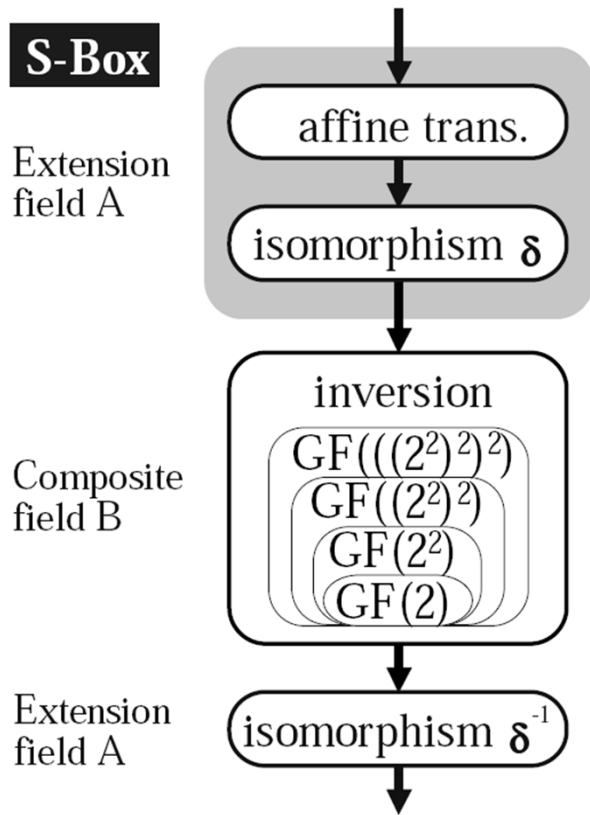 S-Box
affine trans.
Extension
field A
isomorphism δ
inversion
GF(((2²)²)²)
GF((2²)²)
GF(2²)
GF(2)
Composite
field B
Extension
field A
isomorphism δ⁻¹